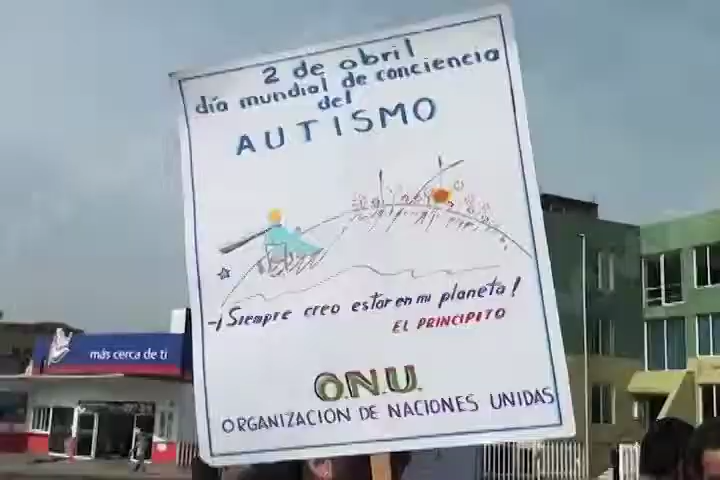 2 de abril
día mundial de conciencia
del
AUTISMO
-¡Siempre creo estar en mi planeta!
EL PRINCIPITO
O.N.U.
ORGANIZACION DE NACIONES UNIDAS
más cerca de ti